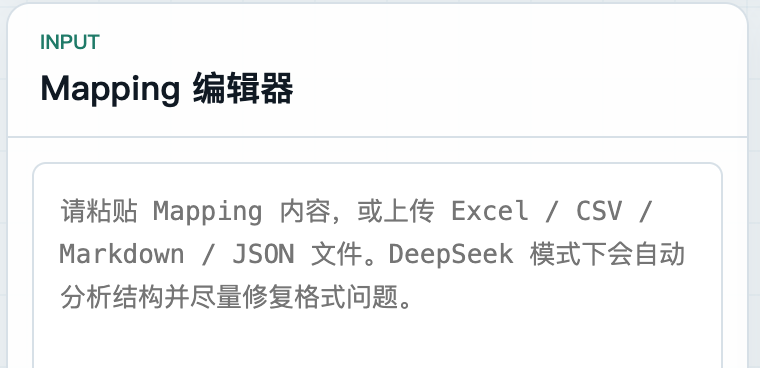 INPUT
Mapping 编辑器
请粘贴 Mapping 内容，或上传 Excel / CSV /
Markdown / JSON 文件。DeepSeek 模式下会自动
分析结构并尽量修复格式问题。